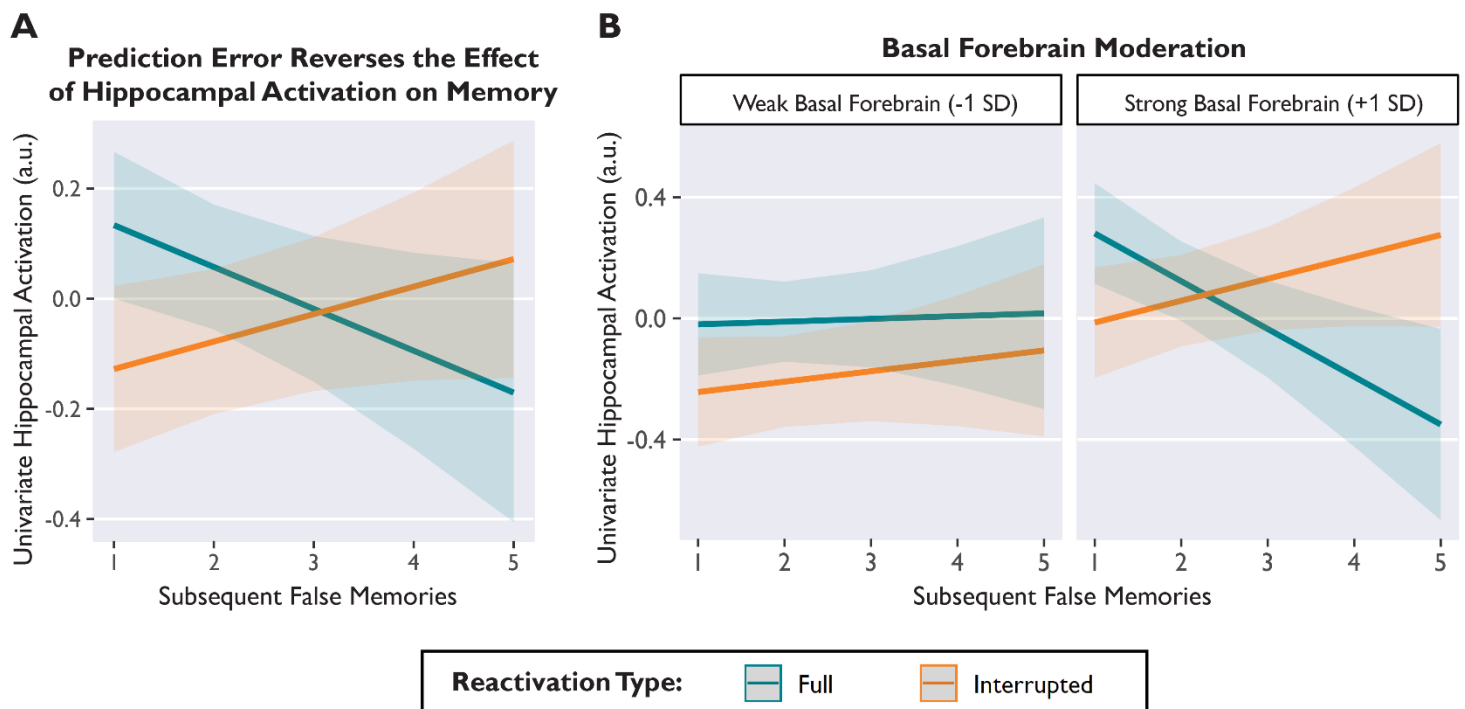 A
Prediction Error Reverses the Effect
of Hippocampal Activation on Memory
Univariate Hippocampal Activation (a.u.)
0.2
0.0
-0.2
-0.4
1 2 3 4 5
Subsequent False Memories
B
Basal Forebrain Moderation
Weak Basal Forebrain (-1 SD)
Strong Basal Forebrain (+1 SD)
Univariate Hippocampal Activation (a.u.)
0.4
0.0
-0.4
1 2 3 4 5
1 2 3 4 5
Subsequent False Memories
Reactivation Type: Full Interrupted